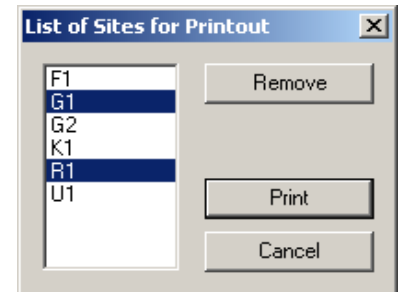 List of Sites for Printout
F1
G1
G2
K1
R1
U1
Remove
Print
Cancel